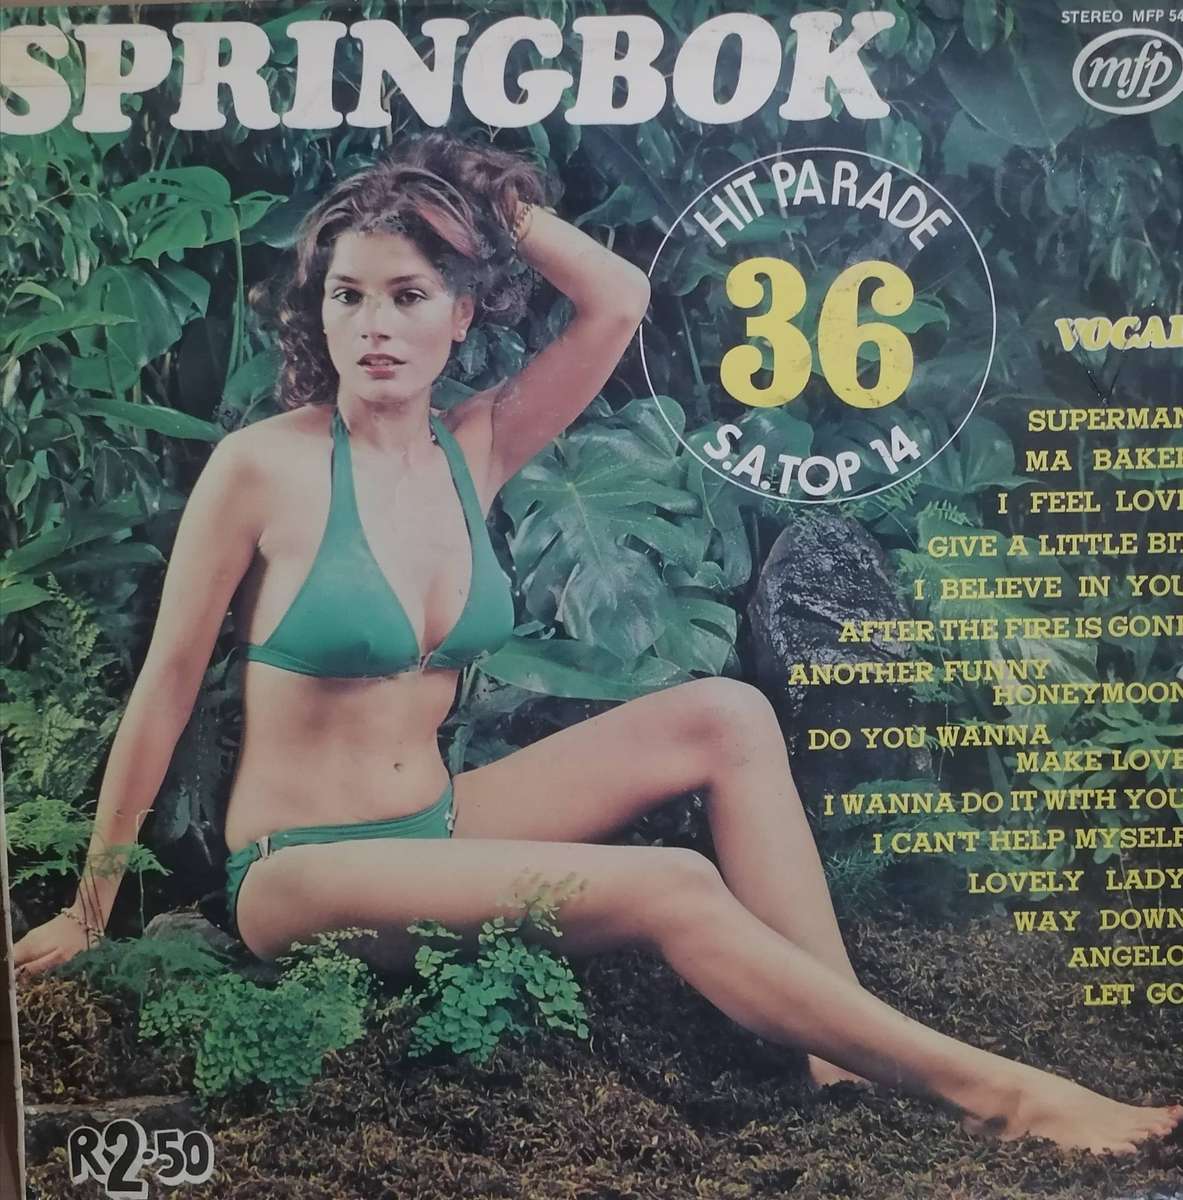 SPRINGBOK
STEREO MFP 54
mfp
HIT PARADE
36
S.A. TOP 14
VOCAL
SUPERMAN
MA BAKER
I FEEL LOVE
GIVE A LITTLE BIT
I BELIEVE IN YOU
AFTER THE FIRE IS GONE
ANOTHER FUNNY
HONEYMOON
DO YOU WANNA
MAKE LOVE
I WANNA DO IT WITH YOU
I CAN'T HELP MYSELF
LOVELY LADY
WAY DOWN
ANGELO
LET GO
R2·50